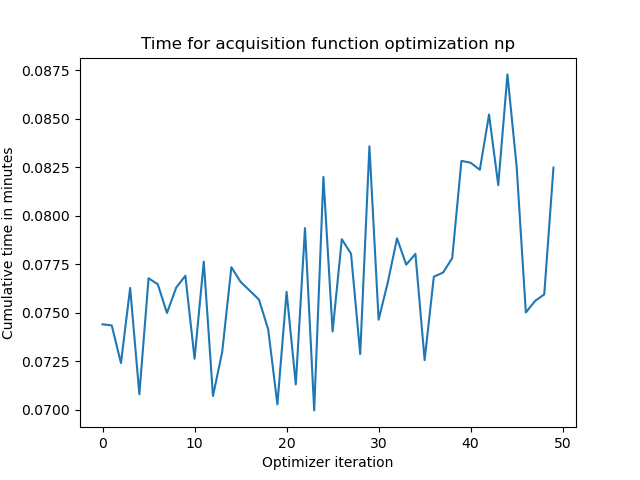 Time for acquisition function optimization np
Cumulative time in minutes
0.0875
0.0850
0.0825
0.0800
0.0775
0.0750
0.0725
0.0700
0 10 20 30 40 50
Optimizer iteration